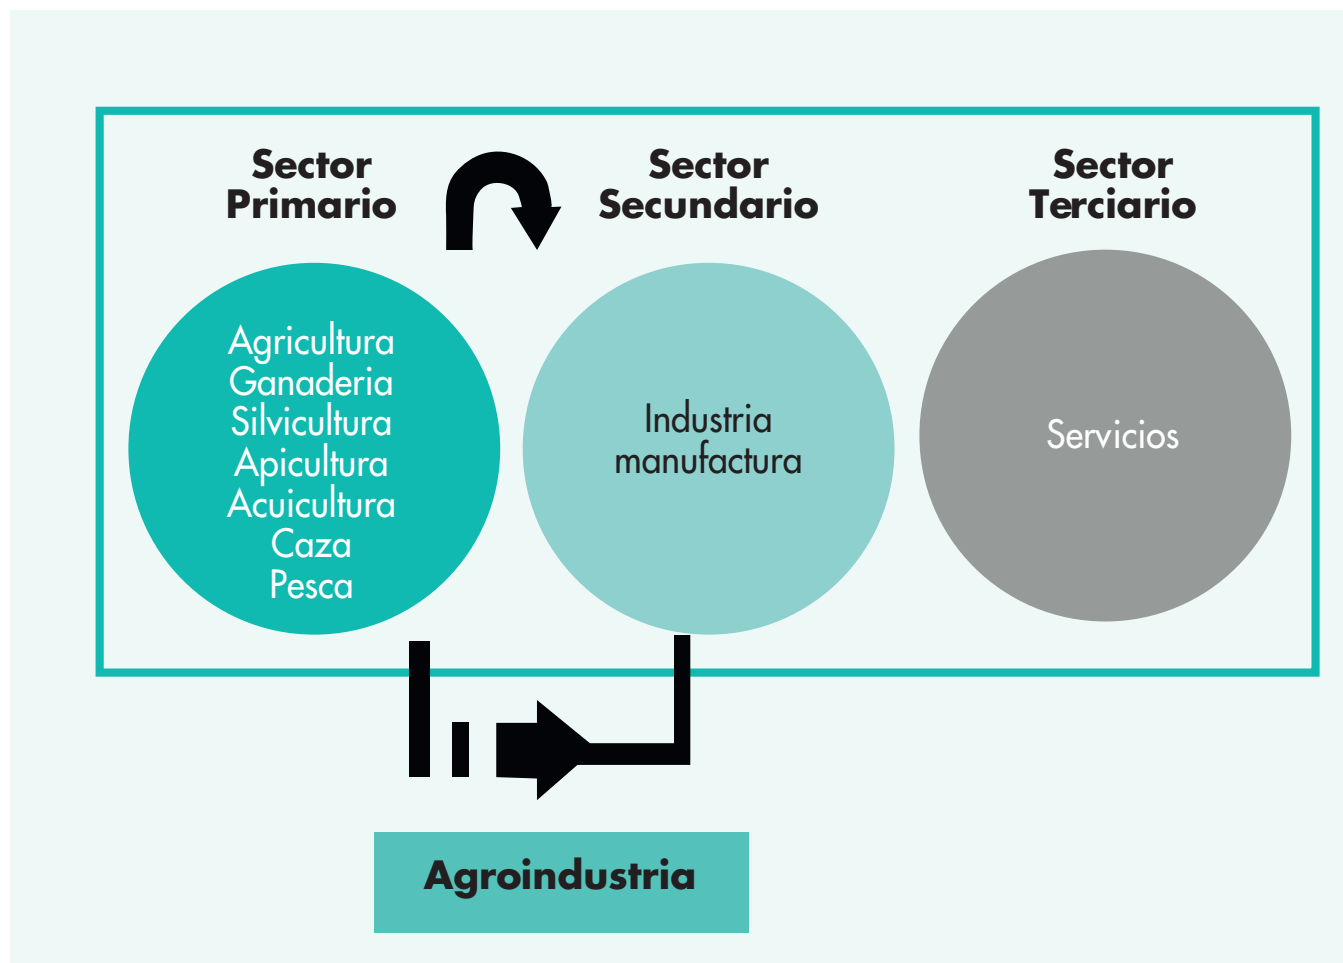 Sector
Primario
Sector
Secundario
Sector
Terciario
Agricultura
Ganaderia
Silvicultura
Apicultura
Acuicultura
Caza
Pesca
Industria
manufactura
Servicios
Agroindustria